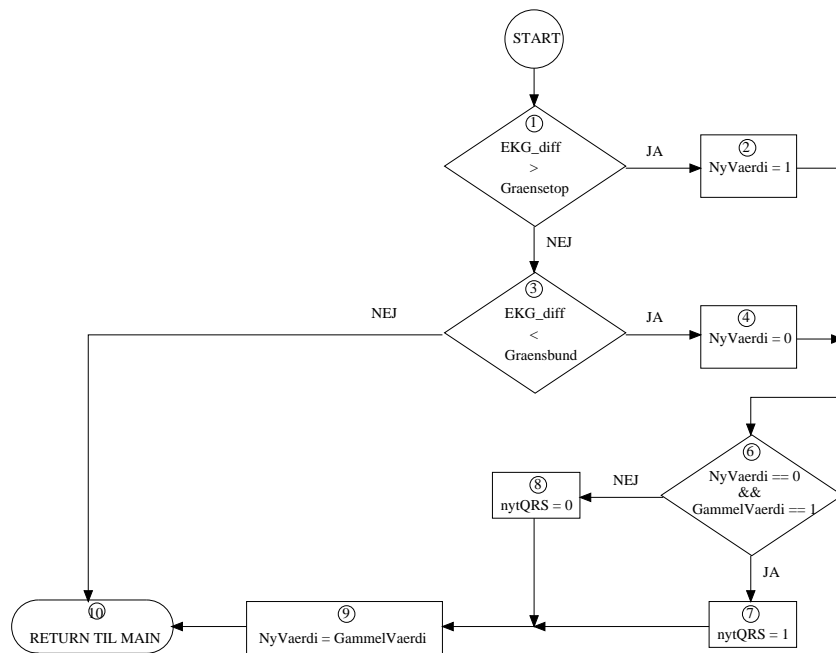 START
1
EKG_diff
>
Graensetop
JA
2
NyVaerdi = 1
NEJ
3
EKG_diff
<
Graensbund
NEJ
JA
4
NyVaerdi = 0
6
NyVaerdi == 0
&&
GammelVaerdi == 1
NEJ
8
nytQRS = 0
JA
7
nytQRS = 1
9
NyVaerdi = GammelVaerdi
10
RETURN TIL MAIN